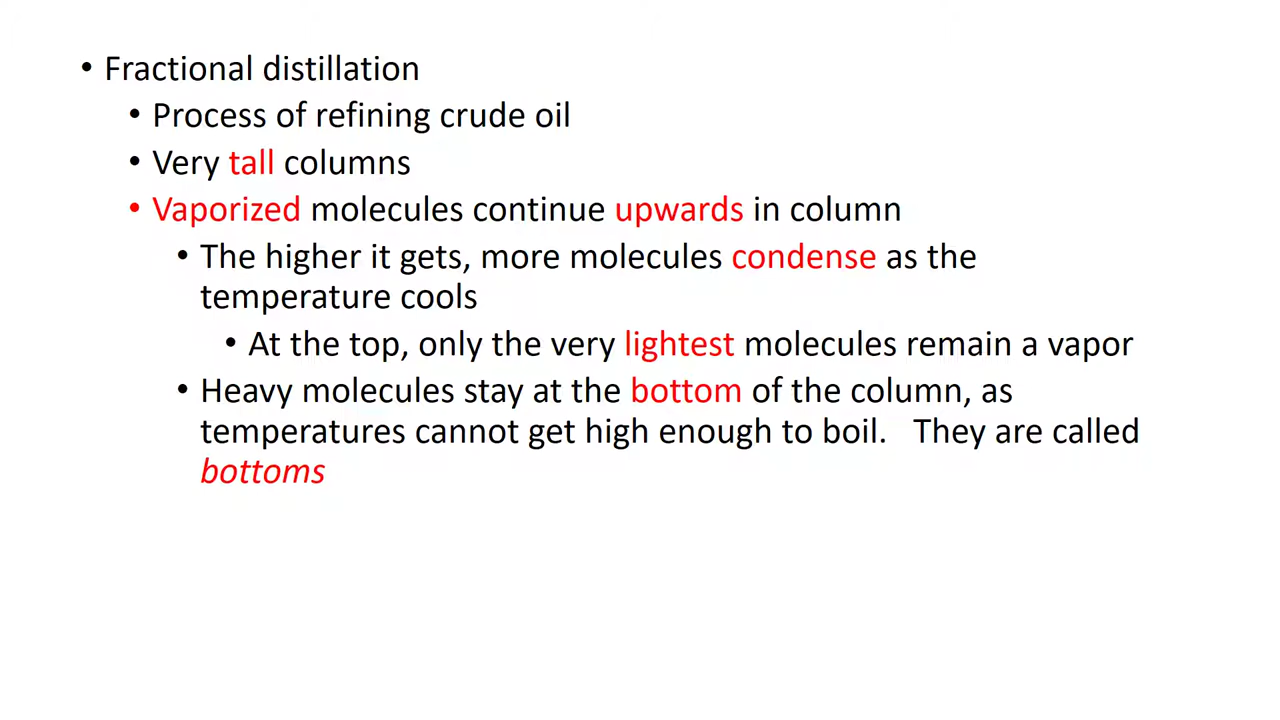 • Fractional distillation
• Process of refining crude oil
• Very tall columns
• Vaporized molecules continue upwards in column
• The higher it gets, more molecules condense as the
temperature cools
• At the top, only the very lightest molecules remain a vapor
• Heavy molecules stay at the bottom of the column, as
temperatures cannot get high enough to boil.   They are called
bottoms